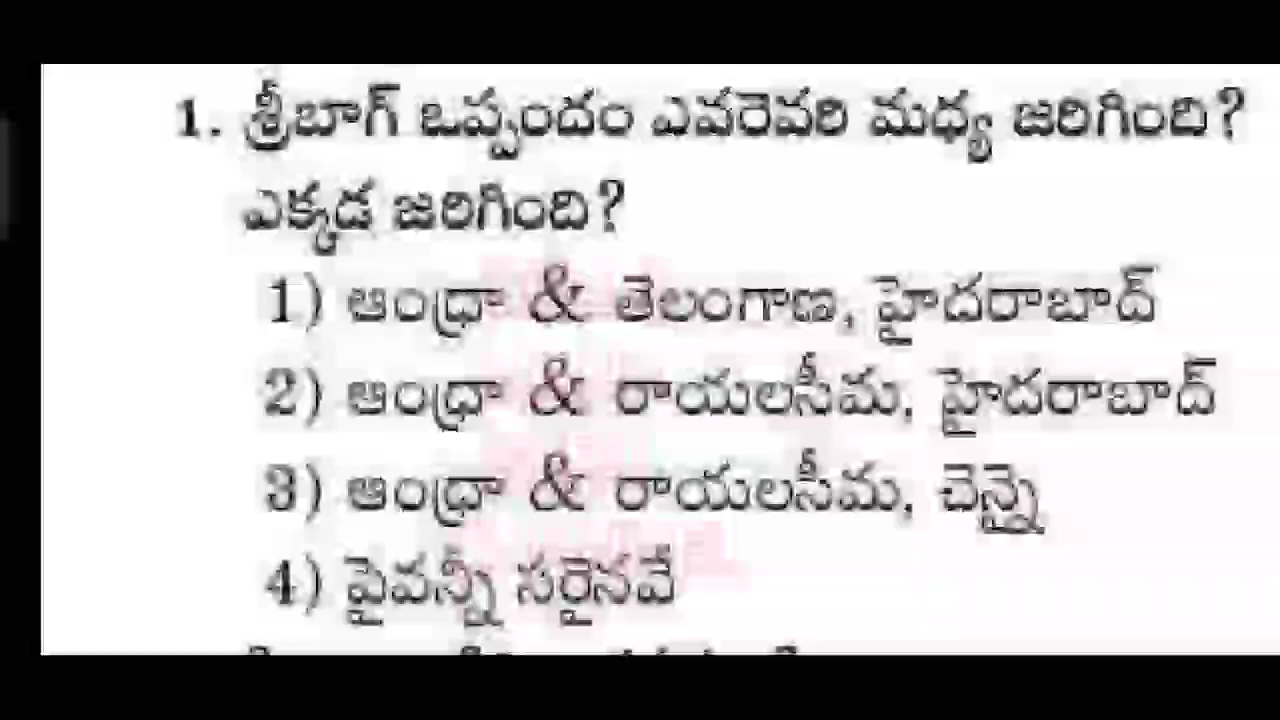 1. శ్రీబాగ్ ఒప్పందం ఎవరెవరి మధ్య జరిగింది?
ఎక్కడ జరిగింది?
1) ఆంధ్రా & తెలంగాణ, హైదరాబాద్
2) ఆంధ్రా & రాయలసీమ, హైదరాబాద్
3) ఆంధ్రా & రాయలసీమ, చెన్నై
4) పైవన్నీ సరైనవే